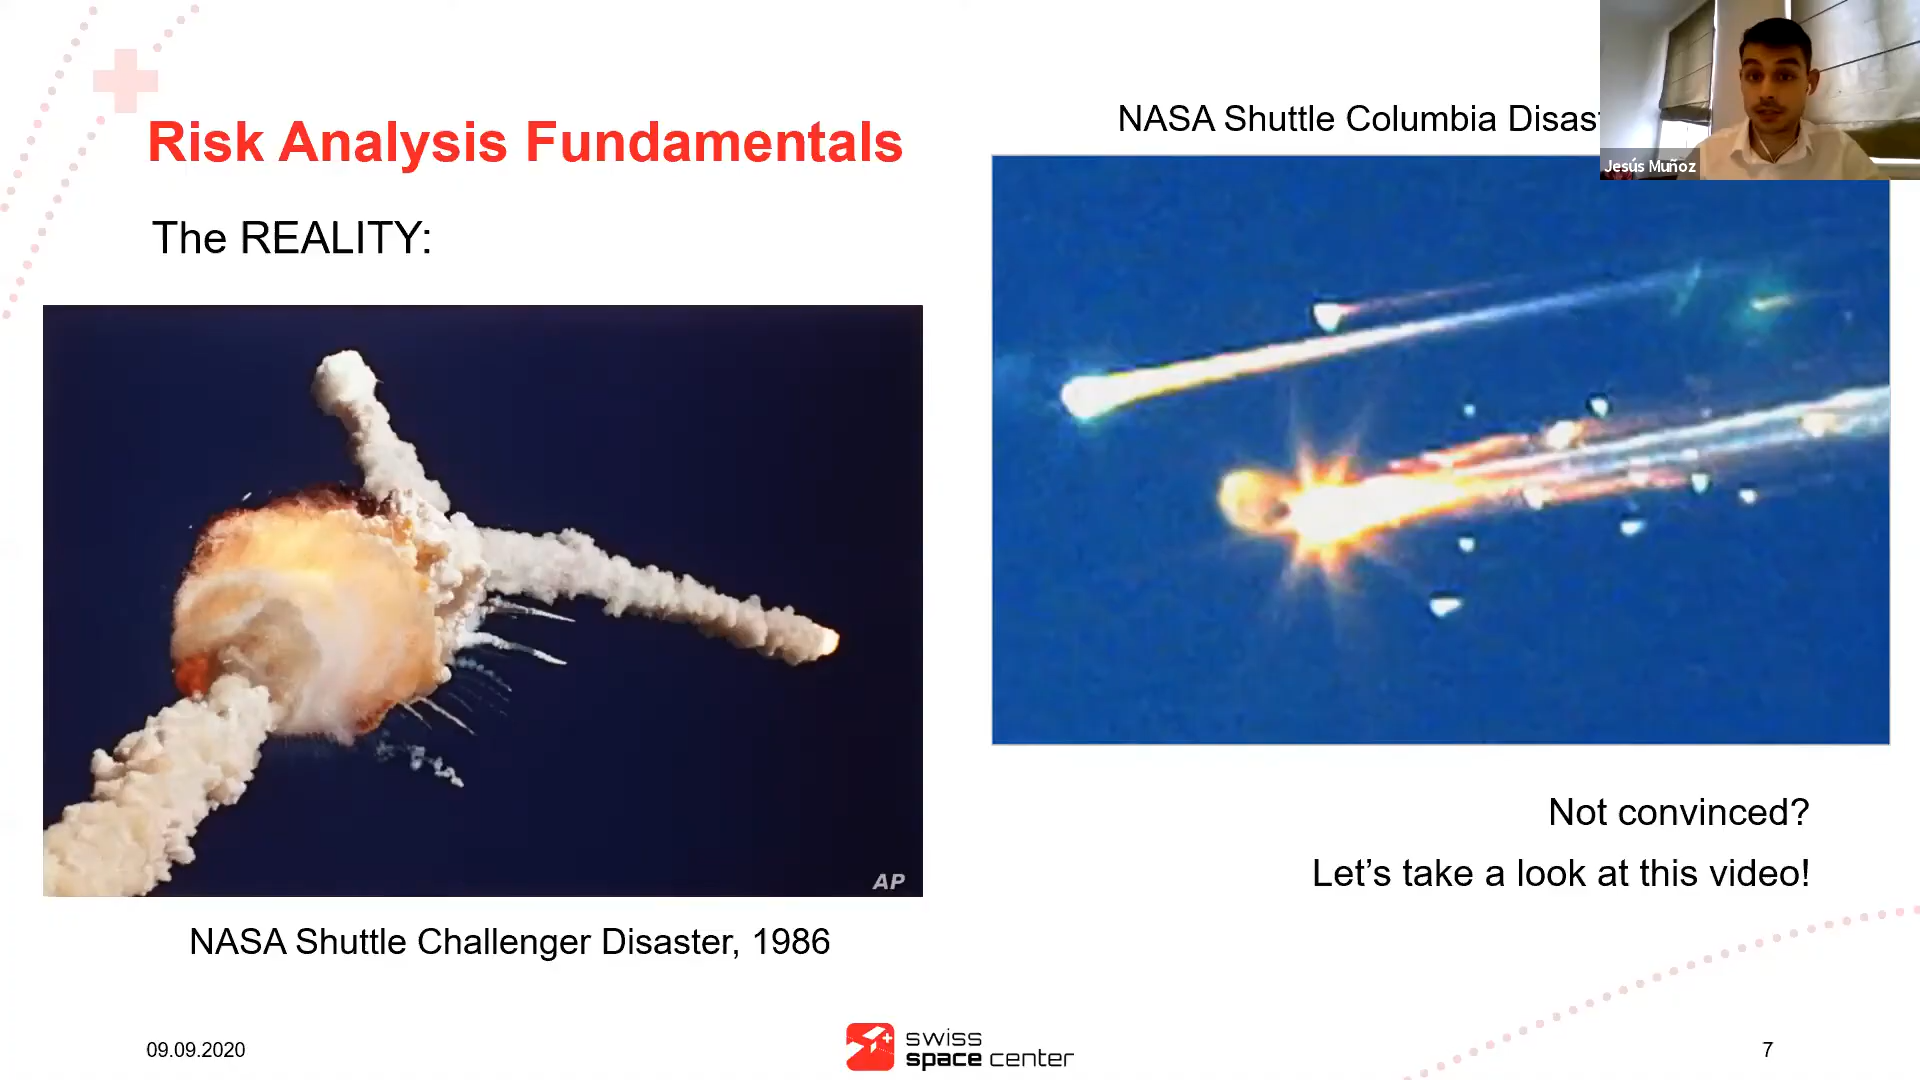 Risk Analysis Fundamentals
The REALITY:
NASA Shuttle Columbia
Jesús Muñoz
AP
NASA Shuttle Challenger Disaster, 1986
Not convinced?
Let's take a look at this video!
09.09.2020
swiss
space center
7